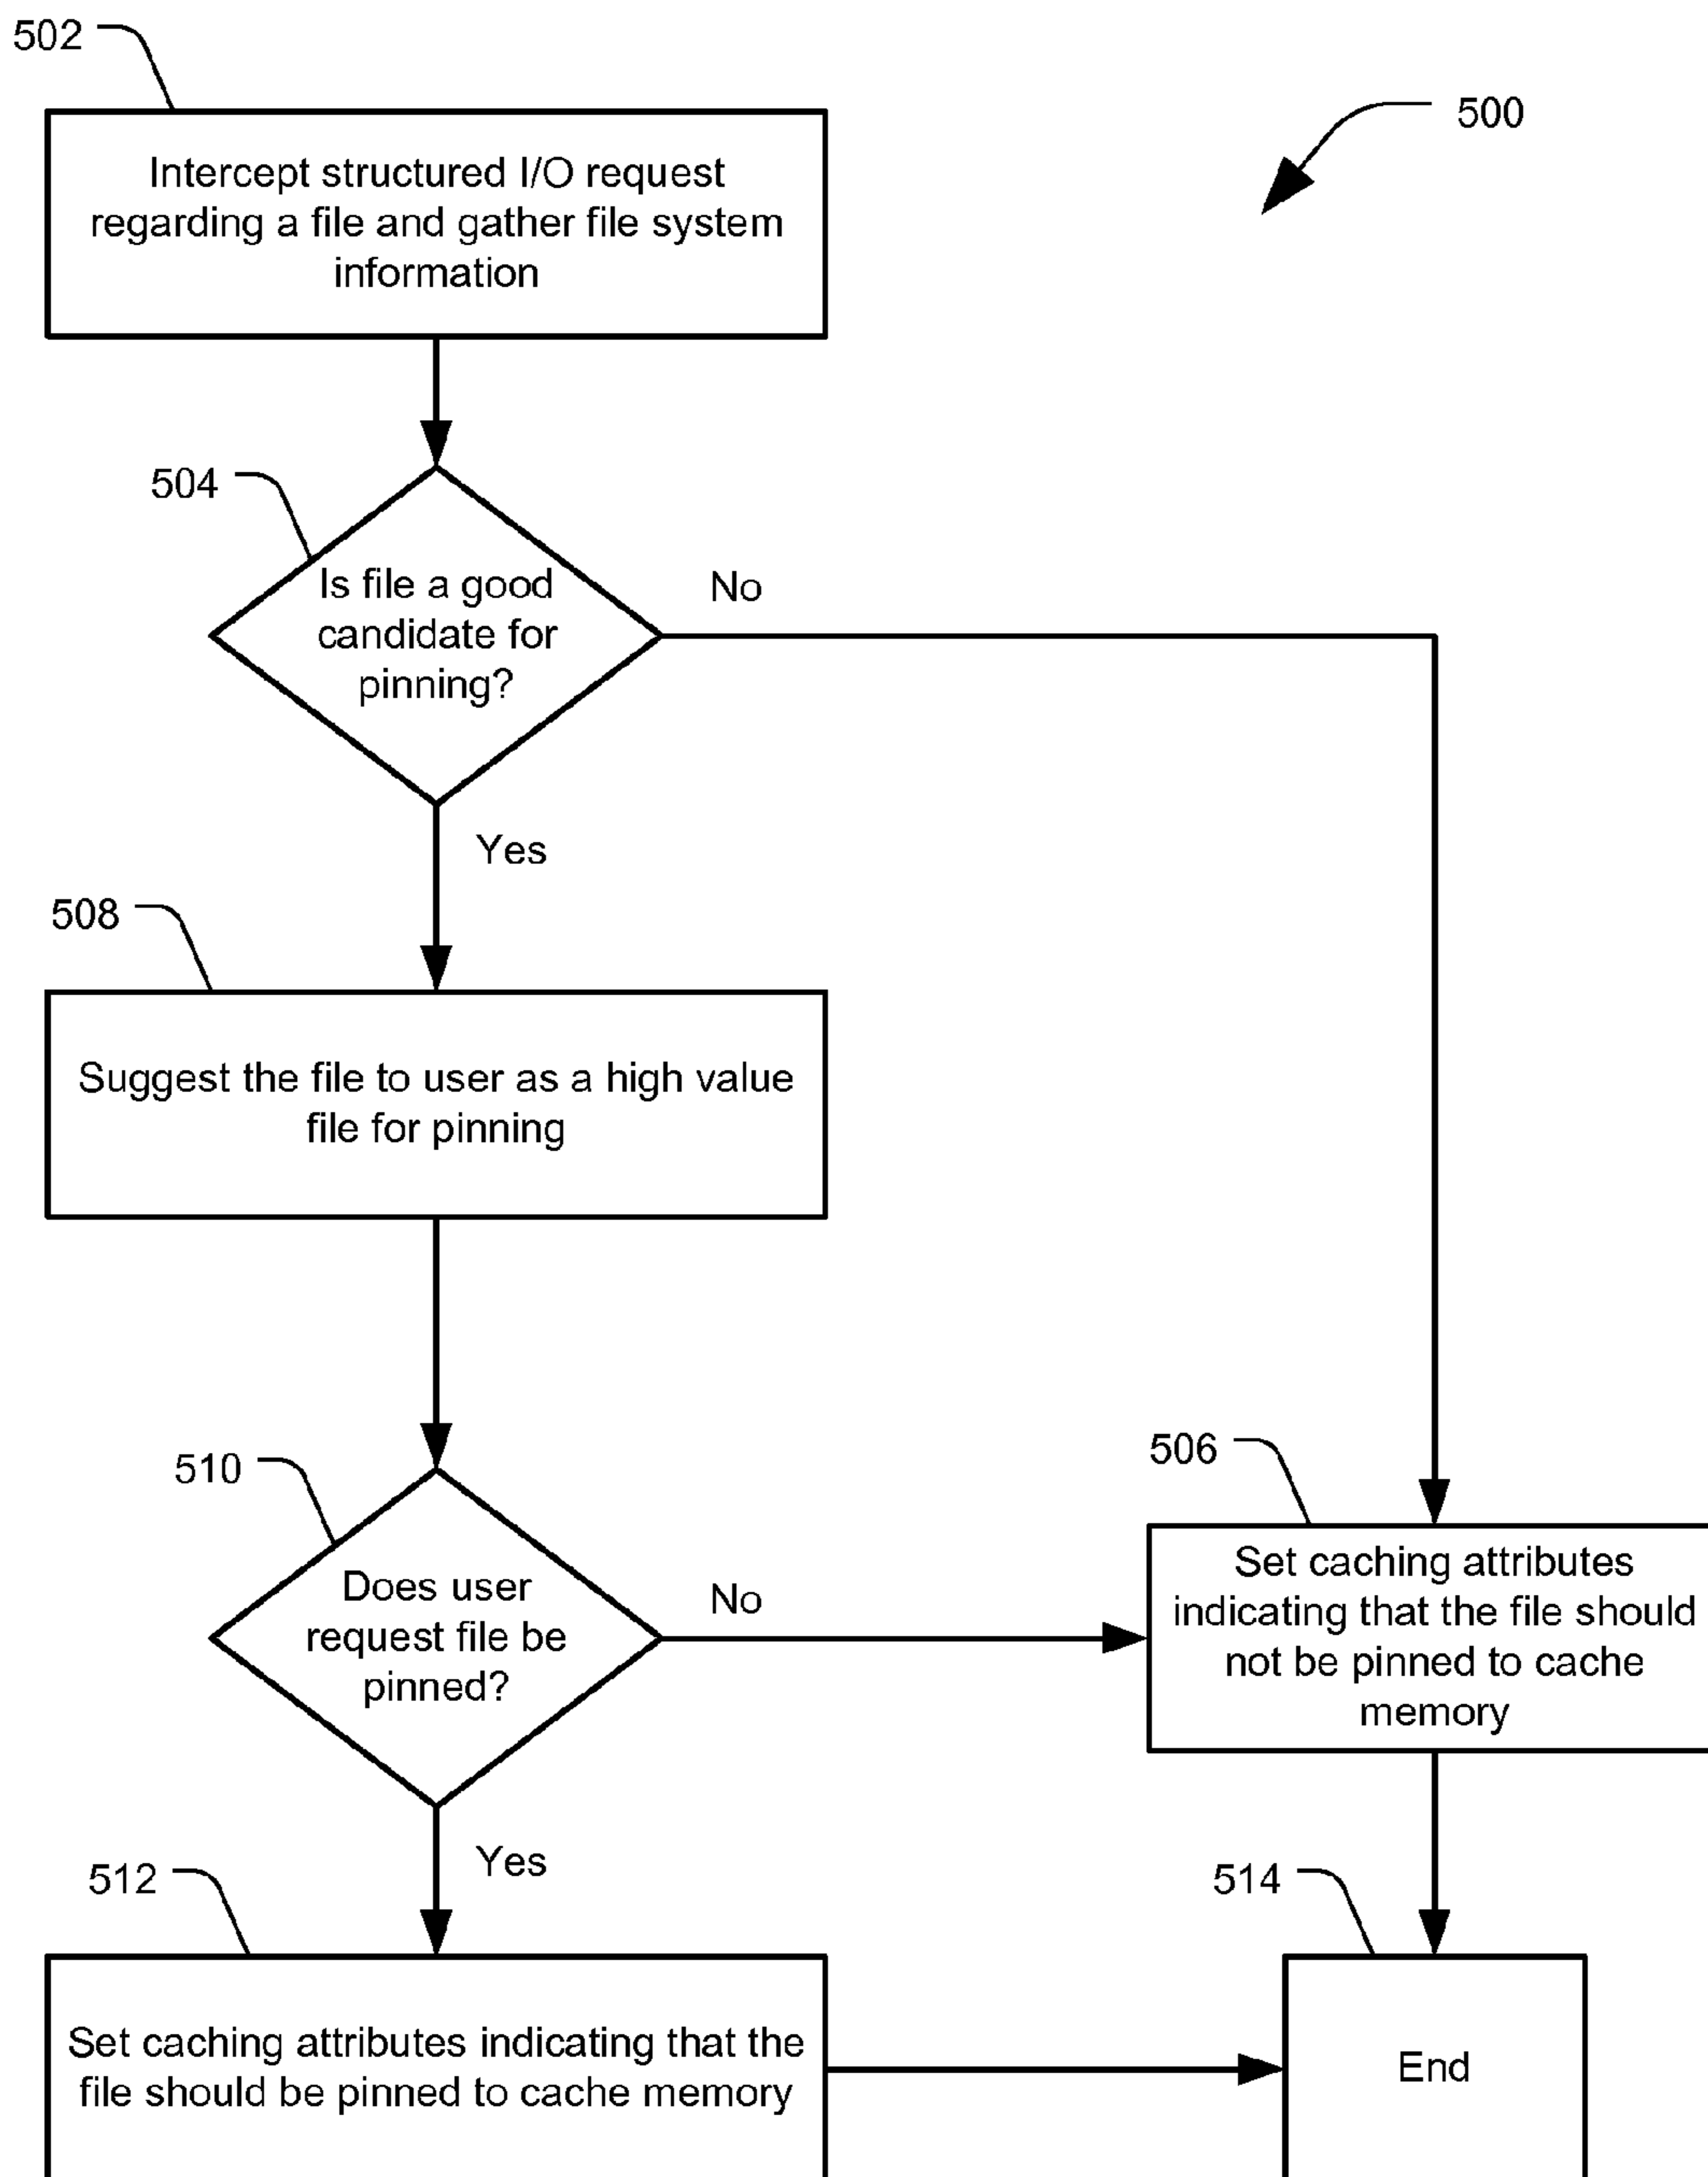 502
500
Intercept structured I/O request
regarding a file and gather file system
information
504
Is file a good
candidate for
pinning?
No
Yes
508
Suggest the file to user as a high value
file for pinning
510
Does user
request file be
pinned?
No
506
Set caching attributes
indicating that the file should
not be pinned to cache
memory
Yes
512
Set caching attributes indicating that the
file should be pinned to cache memory
514
End